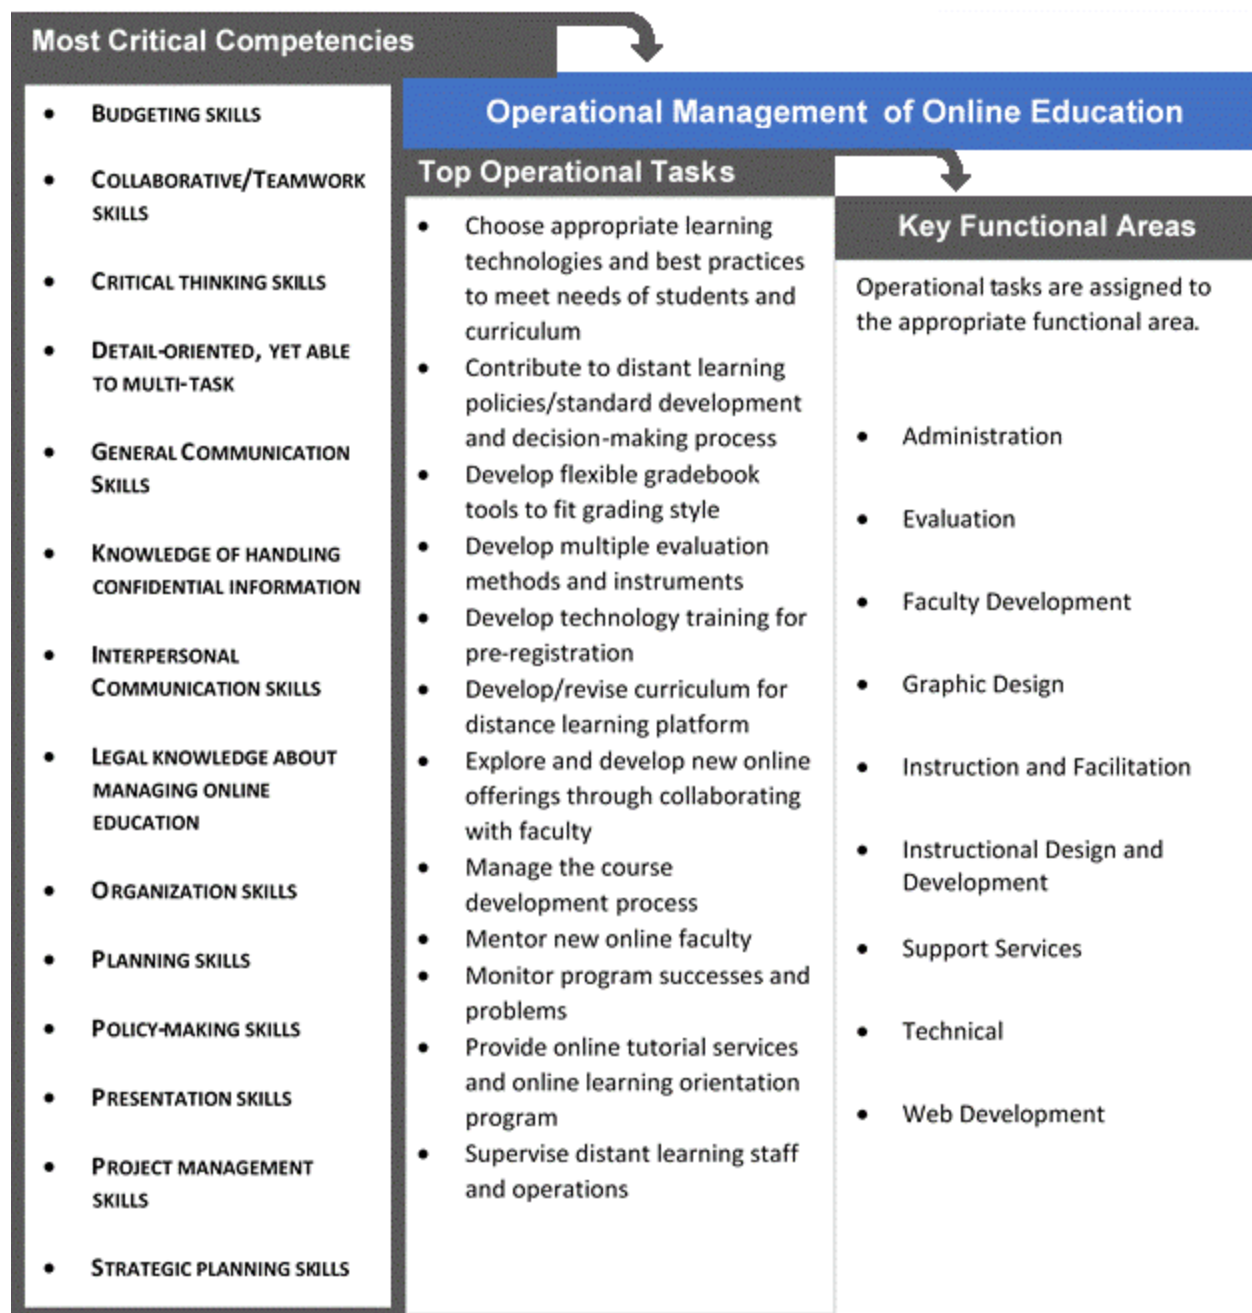 Most Critical Competencies
• BUDGETING SKILLS
• COLLABORATIVE/TEAMWORK
SKILLS
• CRITICAL THINKING SKILLS
• DETAIL-ORIENTED, YET ABLE
TO MULTI-TASK
• GENERAL COMMUNICATION
SKILLS
• KNOWLEDGE OF HANDLING
CONFIDENTIAL INFORMATION
• INTERPERSONAL
COMMUNICATION SKILLS
• LEGAL KNOWLEDGE ABOUT
MANAGING ONLINE
EDUCATION
• ORGANIZATION SKILLS
• PLANNING SKILLS
• POLICY-MAKING SKILLS
• PRESENTATION SKILLS
• PROJECT MANAGEMENT
SKILLS
• STRATEGIC PLANNING SKILLS
Operational Management of Online Education
Top Operational Tasks
• Choose appropriate learning
technologies and best practices
to meet needs of students and
curriculum
• Contribute to distant learning
policies/standard development
and decision-making process
• Develop flexible gradebook
tools to fit grading style
• Develop multiple evaluation
methods and instruments
• Develop technology training for
pre-registration
• Develop/revise curriculum for
distance learning platform
• Explore and develop new online
offerings through collaborating
with faculty
• Manage the course
development process
• Mentor new online faculty
• Monitor program successes and
problems
• Provide online tutorial services
and online learning orientation
program
• Supervise distant learning staff
and operations
Key Functional Areas
Operational tasks are assigned to
the appropriate functional area.
• Administration
• Evaluation
• Faculty Development
• Graphic Design
• Instruction and Facilitation
• Instructional Design and
Development
• Support Services
• Technical
• Web Development